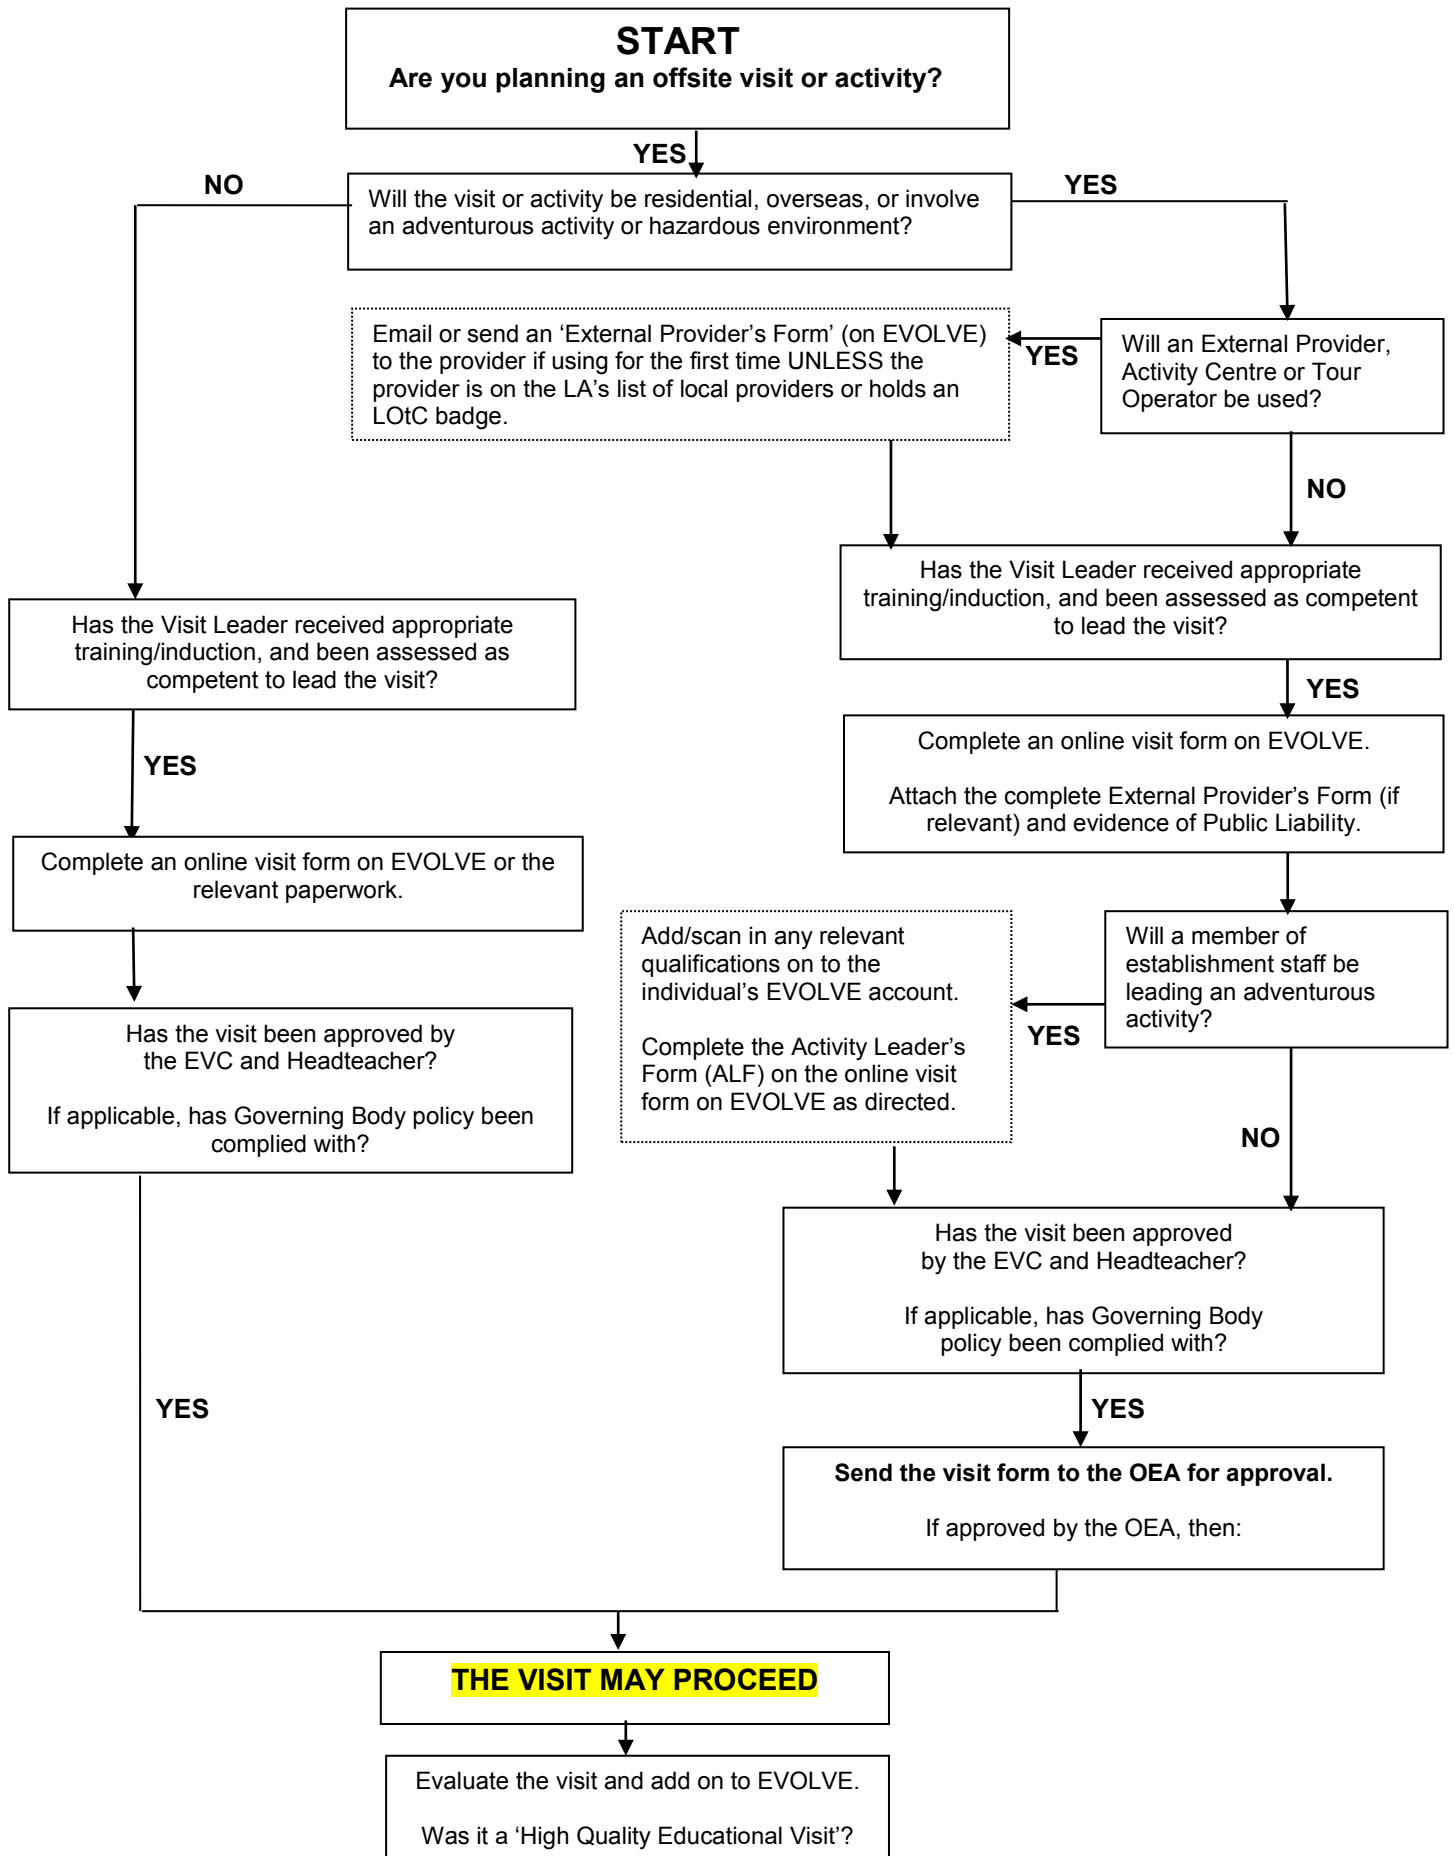 START
Are you planning an offsite visit or activity?
YES
NO
Will the visit or activity be residential, overseas, or involve
an adventurous activity or hazardous environment?
YES
Email or send an ‘External Provider’s Form’ (on EVOLVE)
to the provider if using for the first time UNLESS the
provider is on the LA’s list of local providers or holds an
LOtC badge.
YES
Will an External Provider,
Activity Centre or Tour
Operator be used?
NO
Has the Visit Leader received appropriate
training/induction, and been assessed as competent
to lead the visit?
YES
Complete an online visit form on EVOLVE.
Attach the complete External Provider’s Form (if
relevant) and evidence of Public Liability.
Has the Visit Leader received appropriate
training/induction, and been assessed as
competent to lead the visit?
YES
Complete an online visit form on EVOLVE or the
relevant paperwork.
Has the visit been approved by
the EVC and Headteacher?
If applicable, has Governing Body policy been
complied with?
YES
Add/scan in any relevant
qualifications on to the
individual’s EVOLVE account.
Complete the Activity Leader’s
Form (ALF) on the online visit
form on EVOLVE as directed.
YES
Will a member of
establishment staff be
leading an adventurous
activity?
NO
Has the visit been approved
by the EVC and Headteacher?
If applicable, has Governing Body
policy been complied with?
YES
Send the visit form to the OEA for approval.
If approved by the OEA, then:
THE VISIT MAY PROCEED
Evaluate the visit and add on to EVOLVE.
Was it a ‘High Quality Educational Visit’?